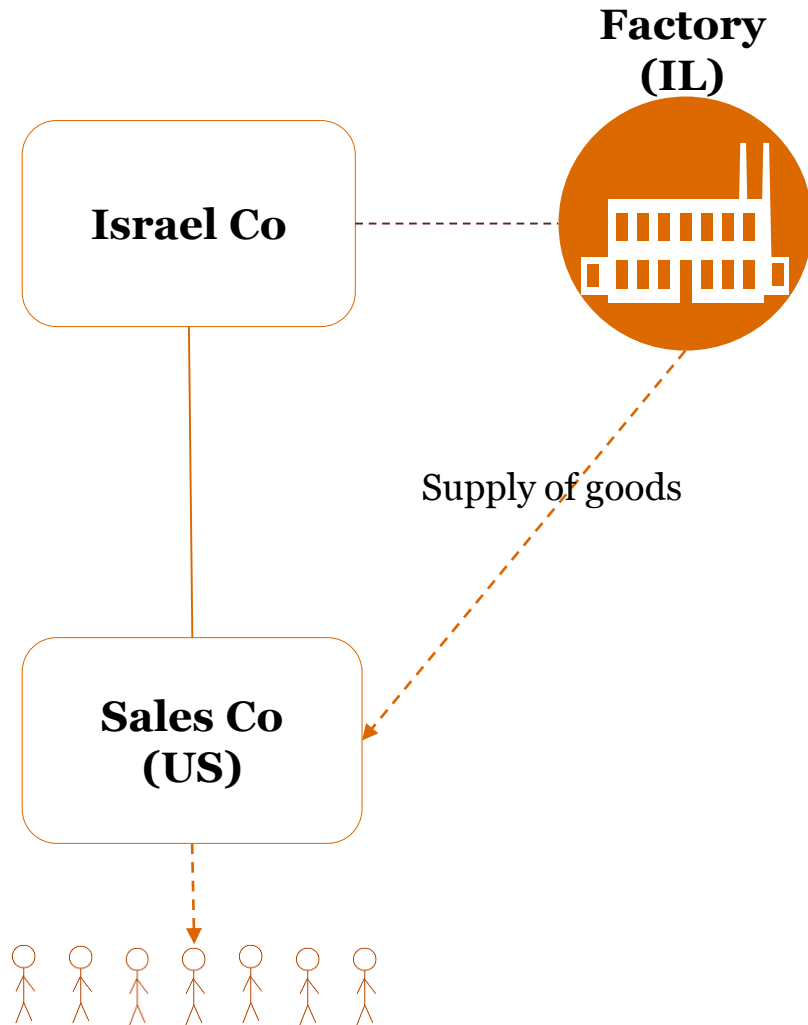 Factory
(IL)
Israel Co
Supply of goods
Sales Co
(US)